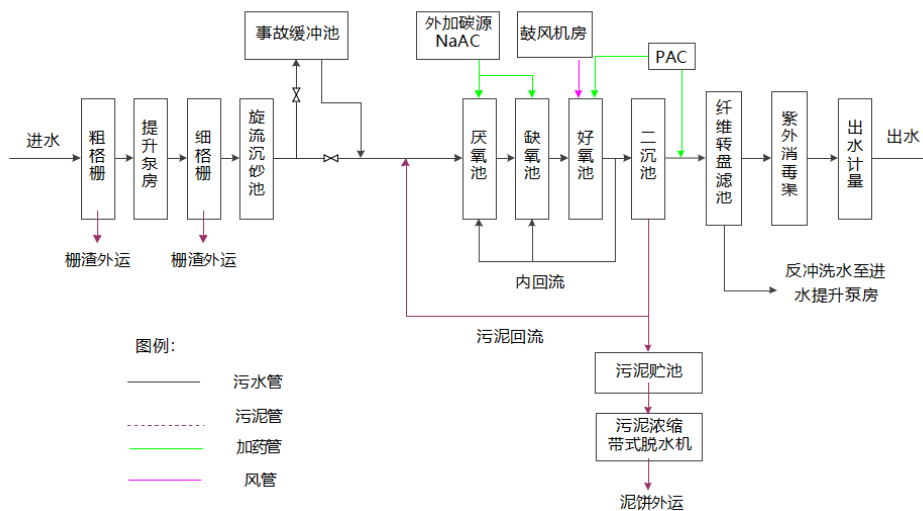 事故缓冲池
外加碳源
NaAC
鼓风机房
PAC
进水
粗格栅
提升泵房
细格栅
旋流沉砂池
厌氧池
缺氧池
好氧池
二沉池
纤维转盘滤池
紫外消毒渠
出水计量
出水
栅渣外运
栅渣外运
内回流
反冲洗水至进
水提升泵房
污泥回流
图例：
污水管
污泥管
加药管
风管
污泥贮池
污泥浓缩
带式脱水机
泥饼外运